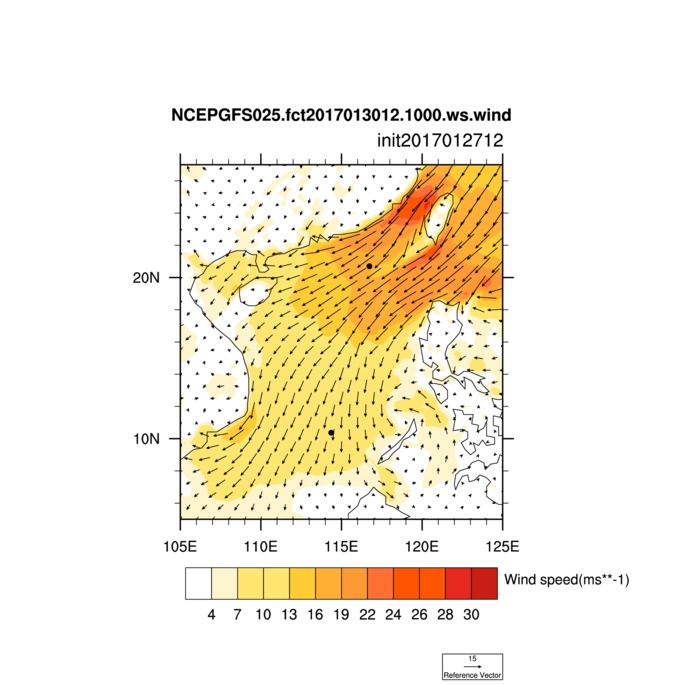 NCEPGFS025.fct2017013012.1000.ws.wind
init2017012712
20N
10N
105E 110E 115E 120E 125E
Wind speed(ms**-1)
4 7 10 13 16 19 22 24 26 28 30
15
Reference Vector